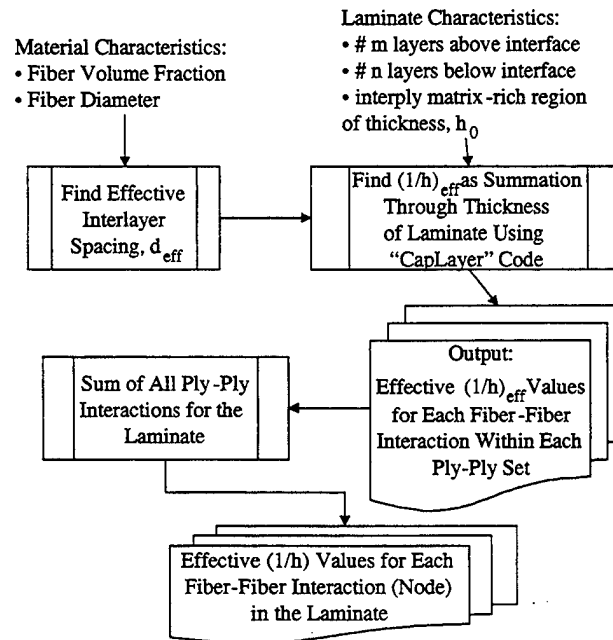 Material Characteristics:
• Fiber Volume Fraction
• Fiber Diameter
Laminate Characteristics:
• # m layers above interface
• # n layers below interface
• interply matrix-rich region
of thickness, h0
Find Effective
Interlayer
Spacing, deff
Find (1/h)eff as Summation
Through Thickness
of Laminate Using
“CapLayer” Code
Output:
Effective (1/h)eff Values
for Each Fiber-Fiber
Interaction Within Each
Ply-Ply Set
Sum of All Ply-Ply
Interactions for the
Laminate
Effective (1/h) Values for Each
Fiber-Fiber Interaction (Node)
in the Laminate